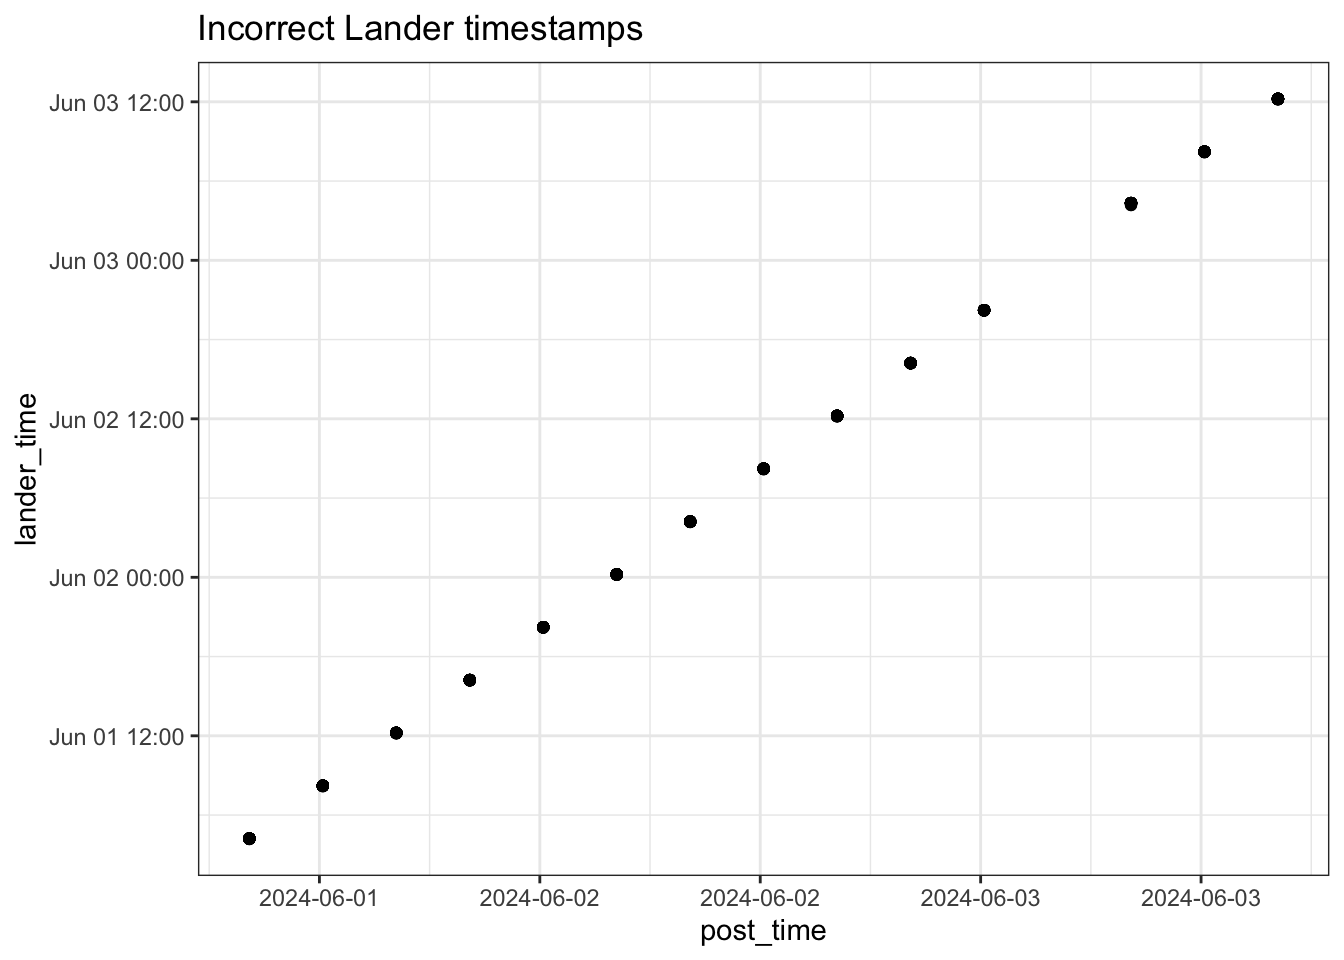 Incorrect Lander timestamps
Jun 03 12:00
Jun 03 00:00
Jun 02 12:00
Jun 02 00:00
Jun 01 12:00
lander_time
2024-06-01
2024-06-02
2024-06-02
2024-06-03
2024-06-03
post_time